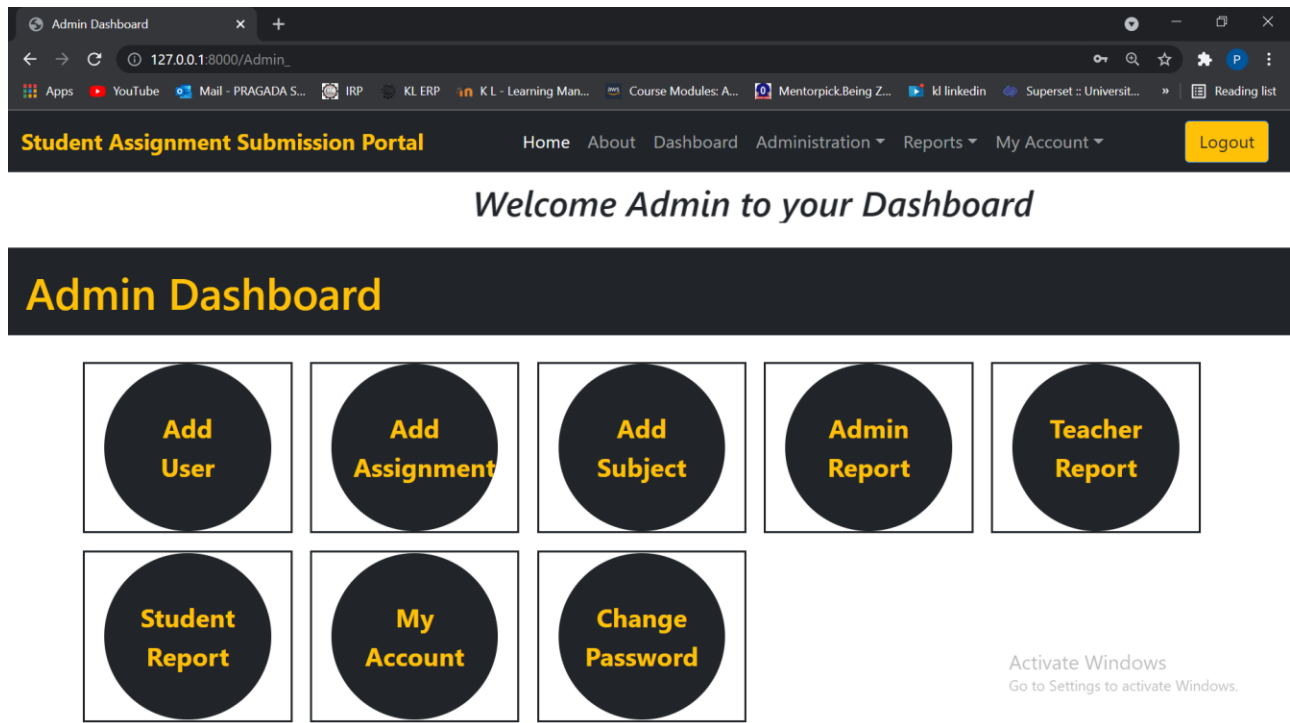 Admin Dashboard
127.0.0.1:8000/Admin_
P
Apps YouTube Mail - PRAGADA S... IRP KL ERP K L - Learning Man... aws Course Modules: A... Mentorpick.Being Z... kl linkedin Superset :: Universit... » Reading list
Student Assignment Submission Portal Home About Dashboard Administration Reports My Account Logout
Welcome Admin to your Dashboard
Admin Dashboard
Add Add Add Admin Teacher
User Assignment Subject Report Report
Student My Change
Report Account Password
Activate Windows
Go to Settings to activate Windows.